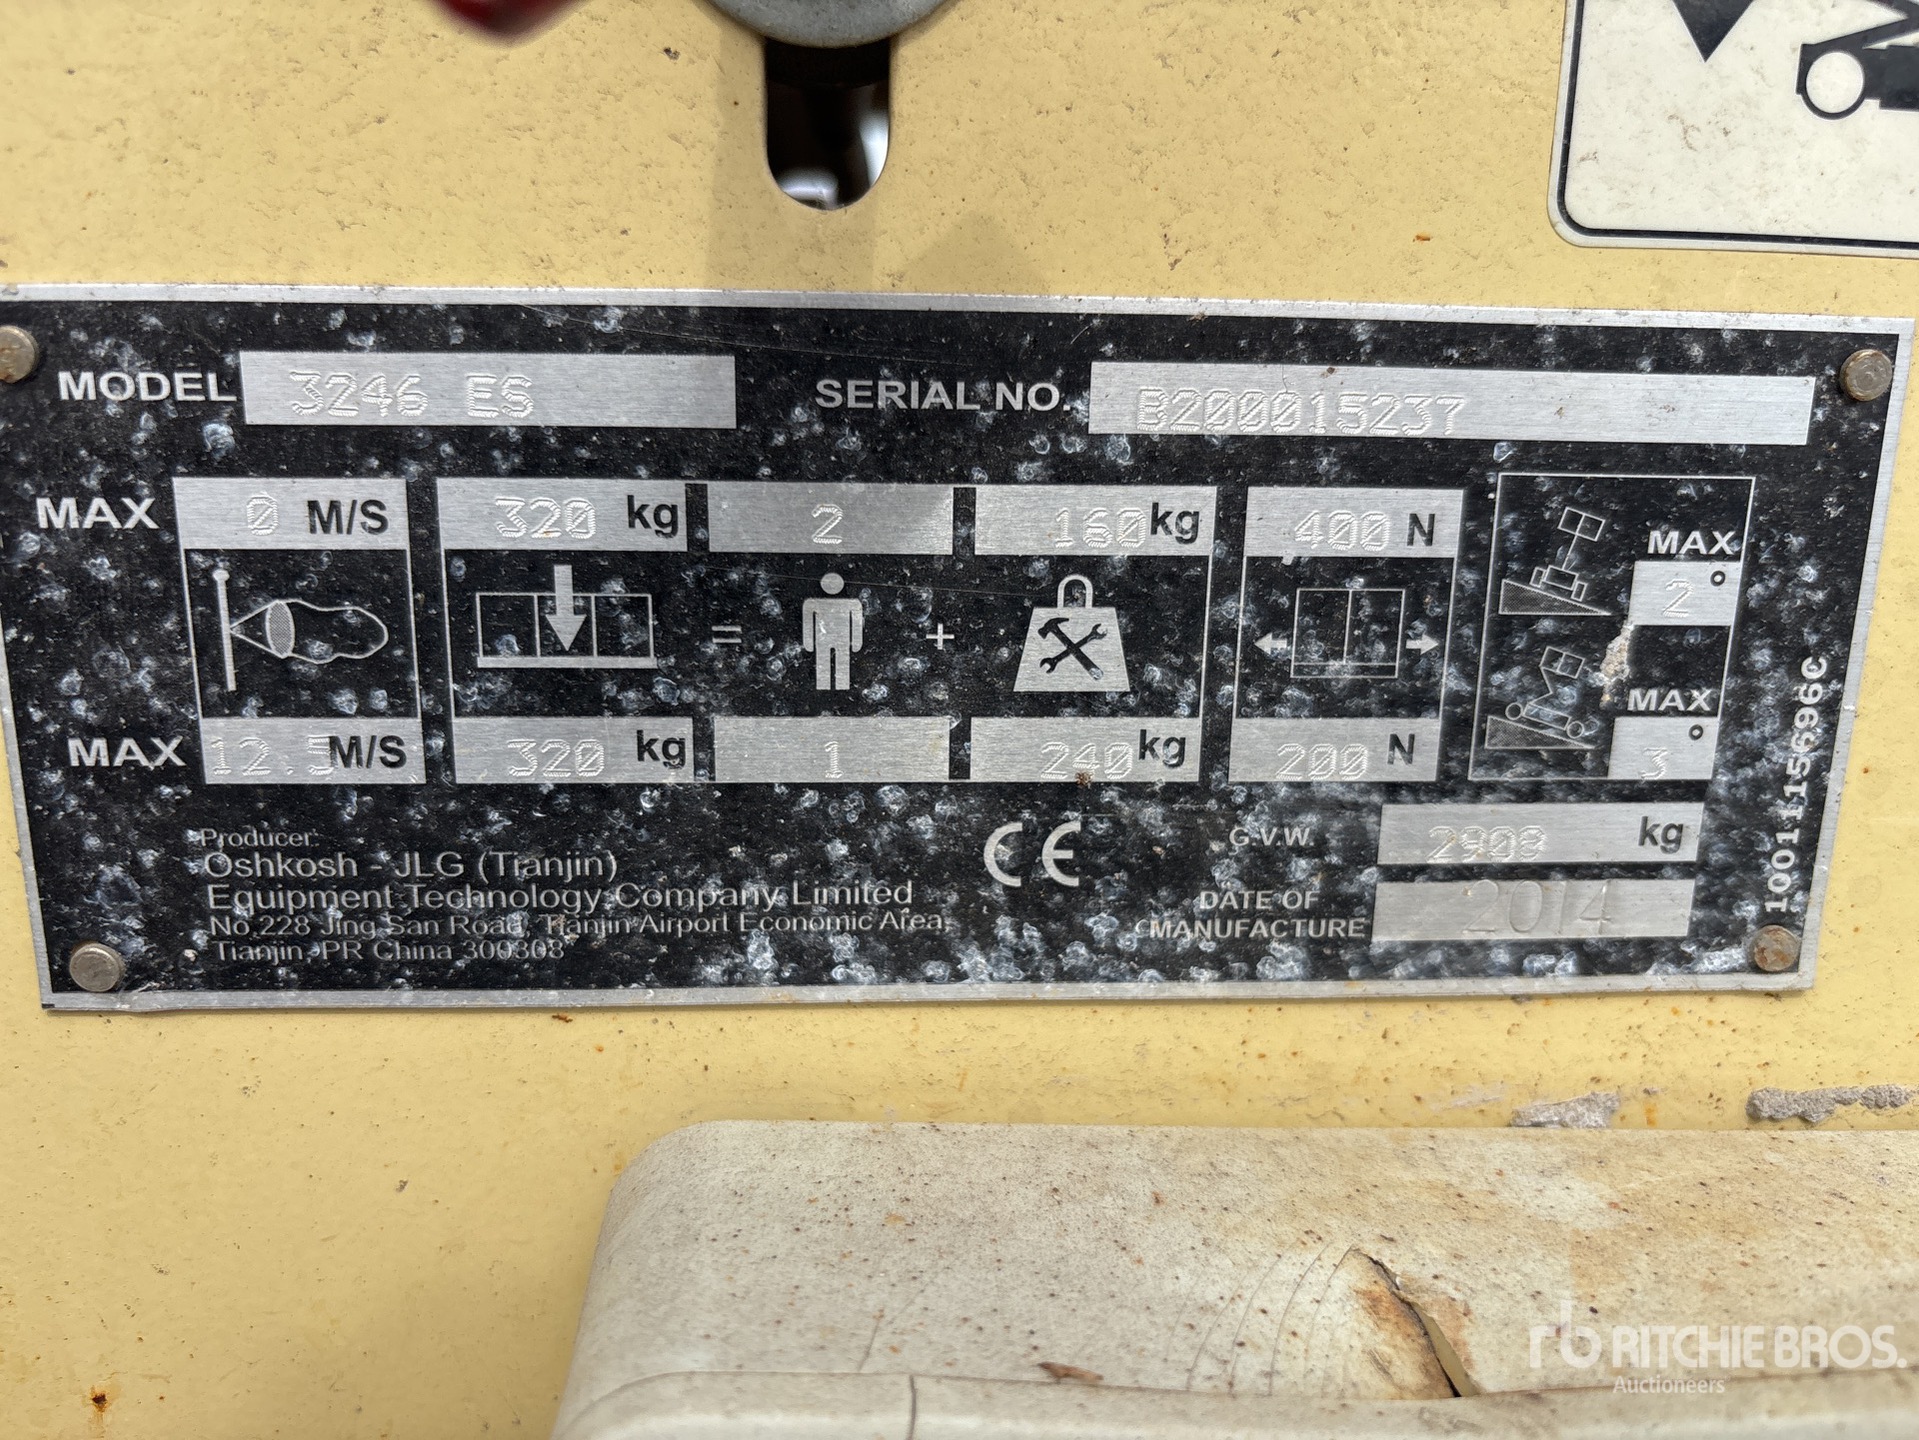 MODEL 3246 ES SERIAL NO. B200015237
MAX 0 M/S 320 kg 2 160 kg 400 N
MAX 2°
= +
MAX 3°
MAX 12.5 M/S 320 kg 1 240 kg 200 N
Producer:
Oshkosh - JLG (Tianjin)
Equipment Technology Company Limited
No,228 Jing San Road, Tianjin Airport Economic Area,
Tianjin, PR China 300308
CE
G.V.W. 2908 kg
DATE OF
MANUFACTURE 2014
1001115696C
rb RITCHIE BROS.
Auctioneers